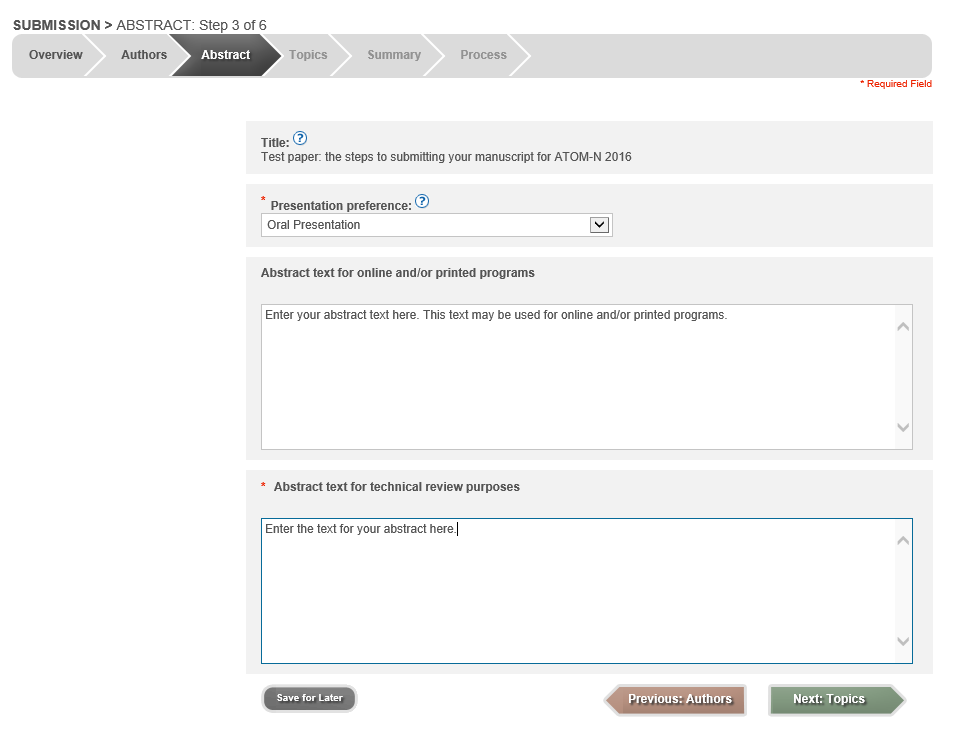 SUBMISSION > ABSTRACT: Step 3 of 6
Overview Authors Abstract Topics Summary Process
* Required Field
Title: ?
Test paper: the steps to submitting your manuscript for ATOM-N 2016
* Presentation preference: ?
Oral Presentation
Abstract text for online and/or printed programs
Enter your abstract text here. This text may be used for online and/or printed programs.
* Abstract text for technical review purposes
Enter the text for your abstract here.
Save for Later Previous: Authors Next: Topics